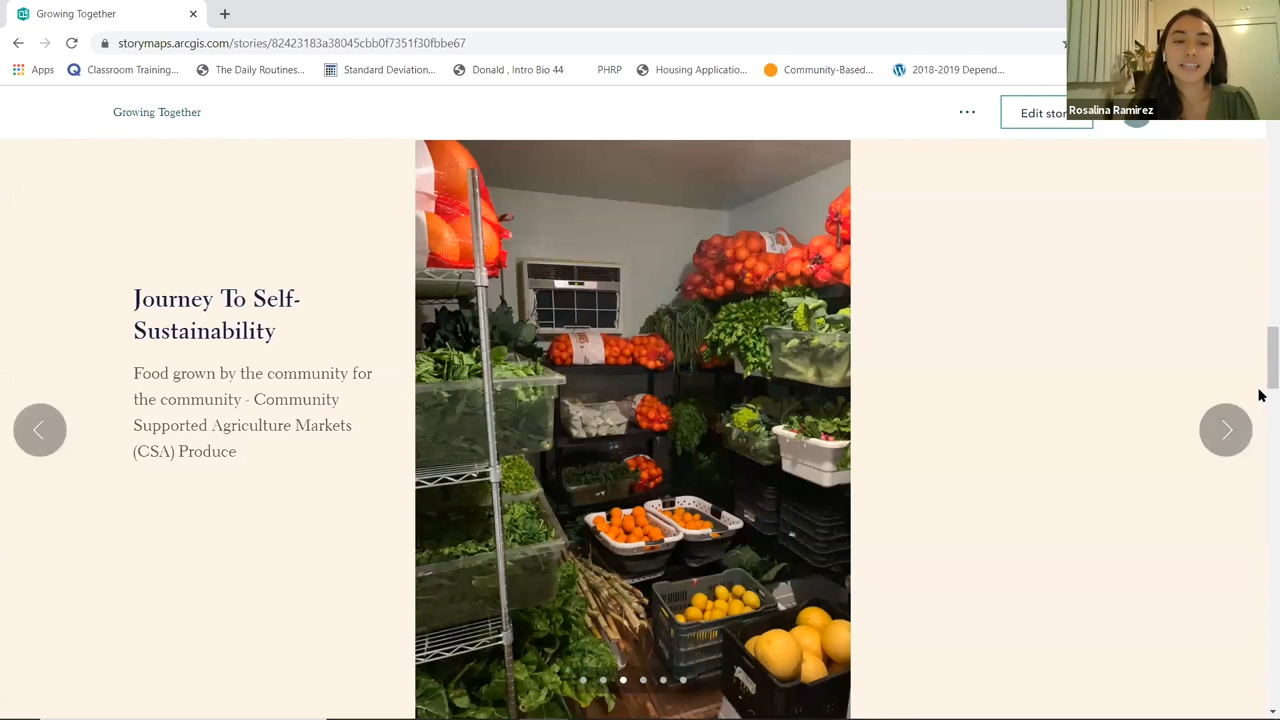 Growing Together
storymaps.arcgis.com/stories/82423183a38045cbb0f7351f30fbbe67
Apps
Classroom Training...
The Daily Routines...
Standard Deviation...
Donald , Intro Bio 44
PHRP
Housing Applicatio...
Community-Based...
2018-2019 Depend...
Rosalina Ramirez
Growing Together
Edit stor
Journey To Self-
Sustainability
Food grown by the community for
the community - Community
Supported Agriculture Markets
(CSA) Produce